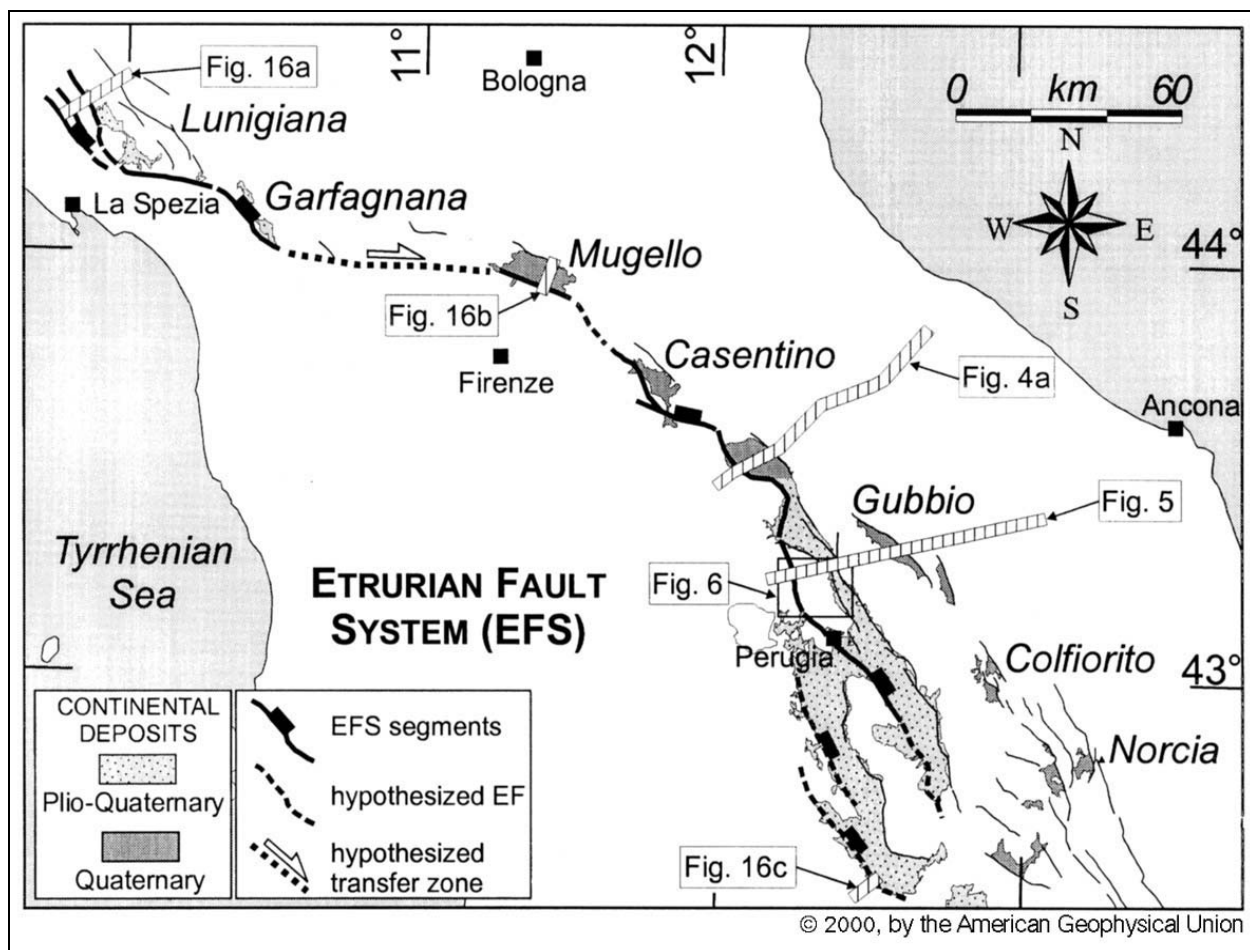 Fig. 16a
11°
Bologna
12°
0 km 60
N
W E
S
Lunigiana
La Spezia
Garfagnana
44°
Mugello
Fig. 16b
Firenze
Casentino
Fig. 4a
Ancona
Gubbio
Fig. 5
Tyrrhenian
Sea
ETRURIAN FAULT
SYSTEM (EFS)
Fig. 6
Perugia
Colfiorito
43°
Norcia
CONTINENTAL
DEPOSITS
Plio-Quaternary
Quaternary
EFS segments
hypothesized EF
hypothesized
transfer zone
Fig. 16c
© 2000, by the American Geophysical Union